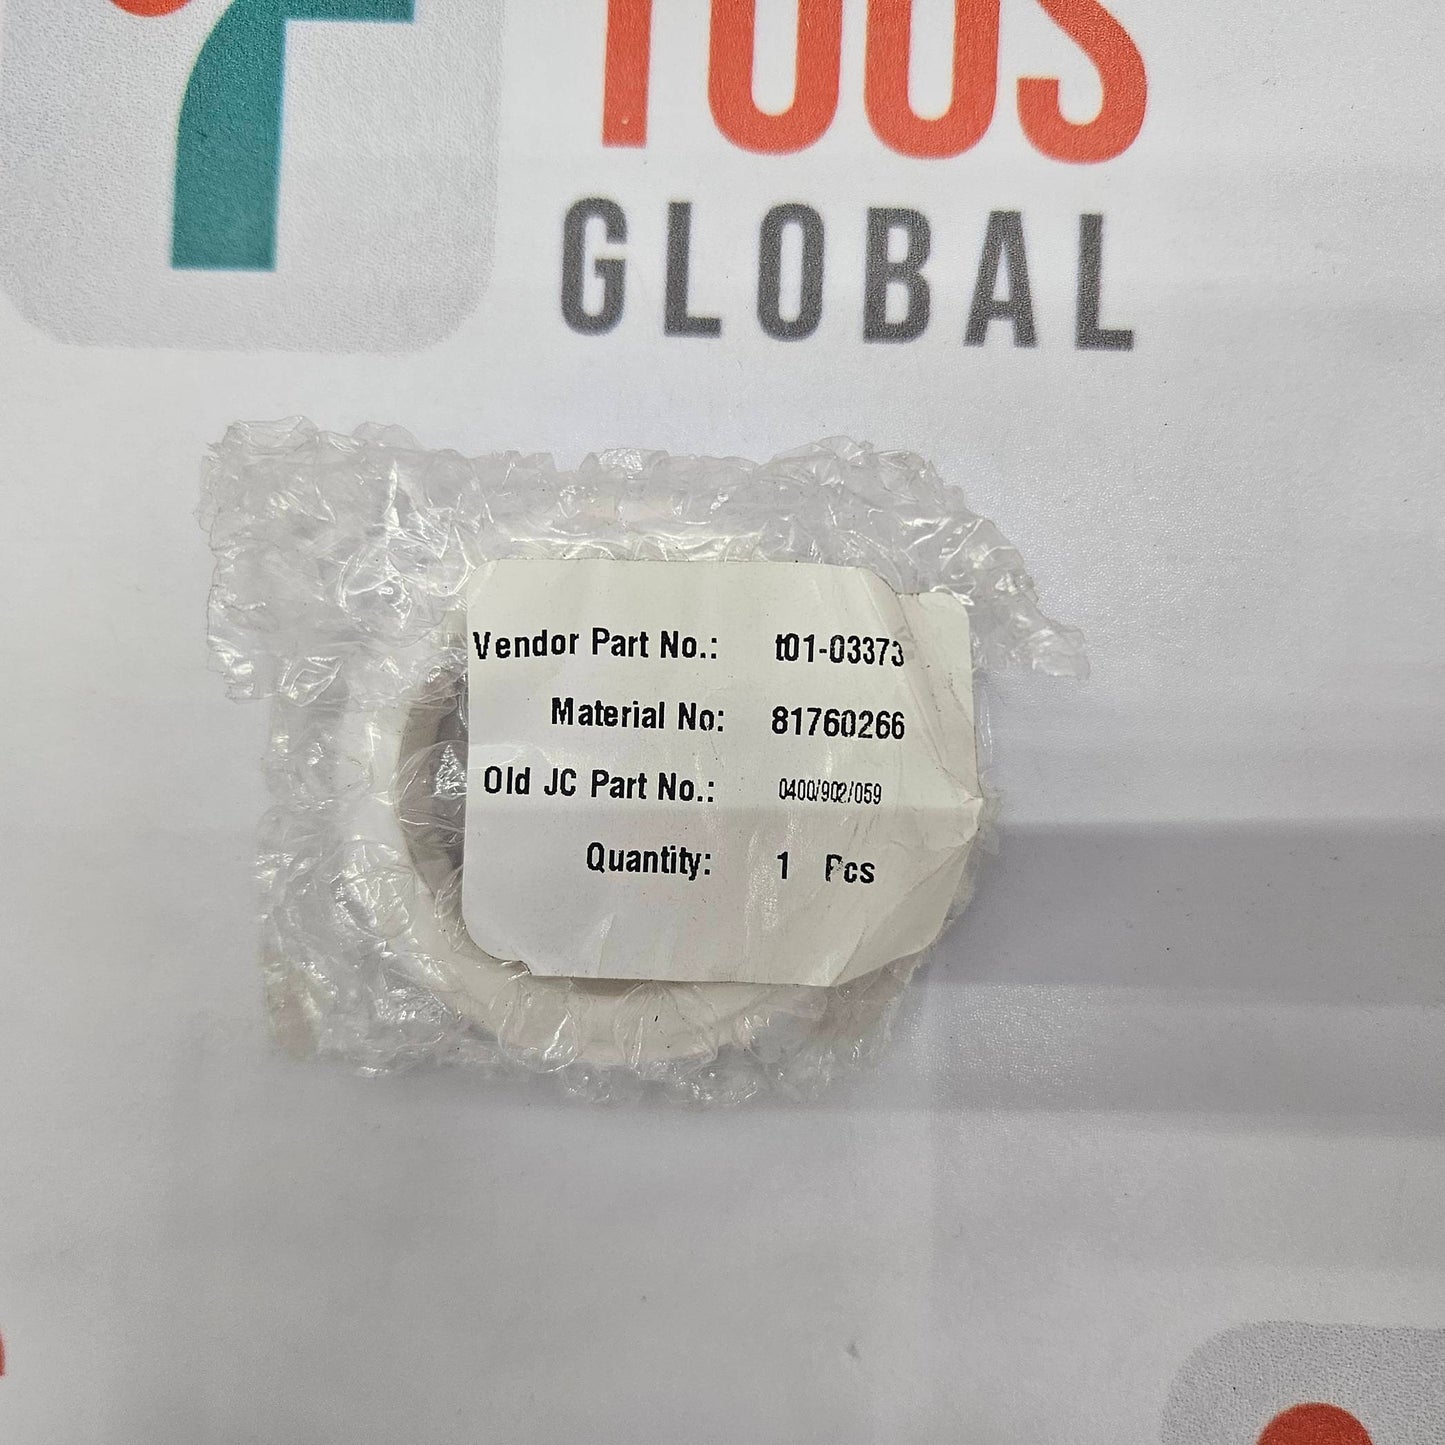 TOOS
GLOBAL
Vendor Part No.: t01-03373
Material No: 81760266
Old JC Part No.: 0400/902/059
Quantity: 1 Pcs